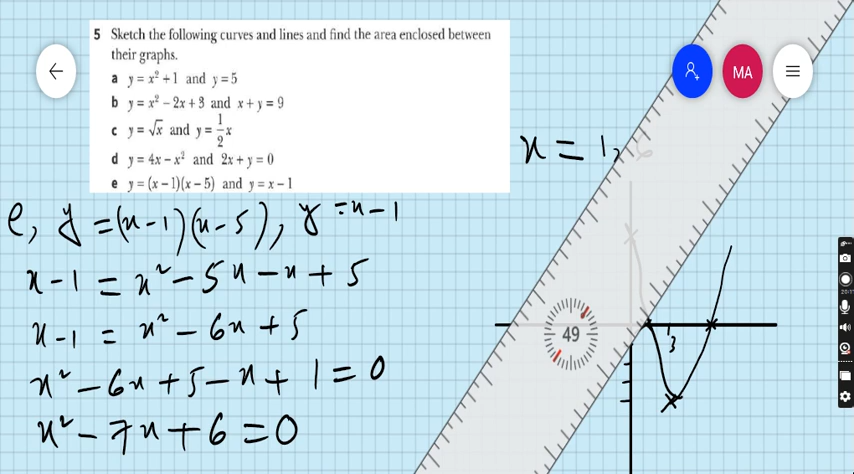 5 Sketch the following curves and lines and find the area enclosed between
their graphs.
a y = x² + 1 and y = 5
b y = x² − 2x + 3 and x + y = 9
c y = √x and y = 1/2 x
d y = 4x − x² and 2x + y = 0
e y = (x − 1)(x − 5) and y = x − 1
MA
x = 1, 6
e, y = (x − 1)(x − 5), y = x − 1
x − 1 = x² − 5x − x + 5
x − 1 = x² − 6x + 5
x² − 6x + 5 − x + 1 = 0
x² − 7x + 6 = 0
49
3